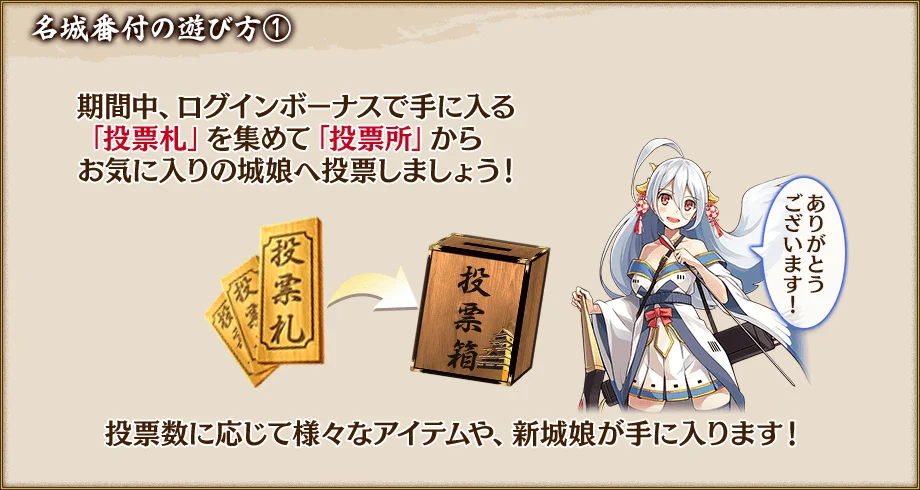 名城番付の遊び方①
期間中、ログインボーナスで手に入る
「投票札」を集めて「投票所」から
お気に入りの城娘へ投票しましょう！
投票札
投票
投票
投票箱
ありがとう
ございます！
投票数に応じて様々なアイテムや、新城娘が手に入ります！